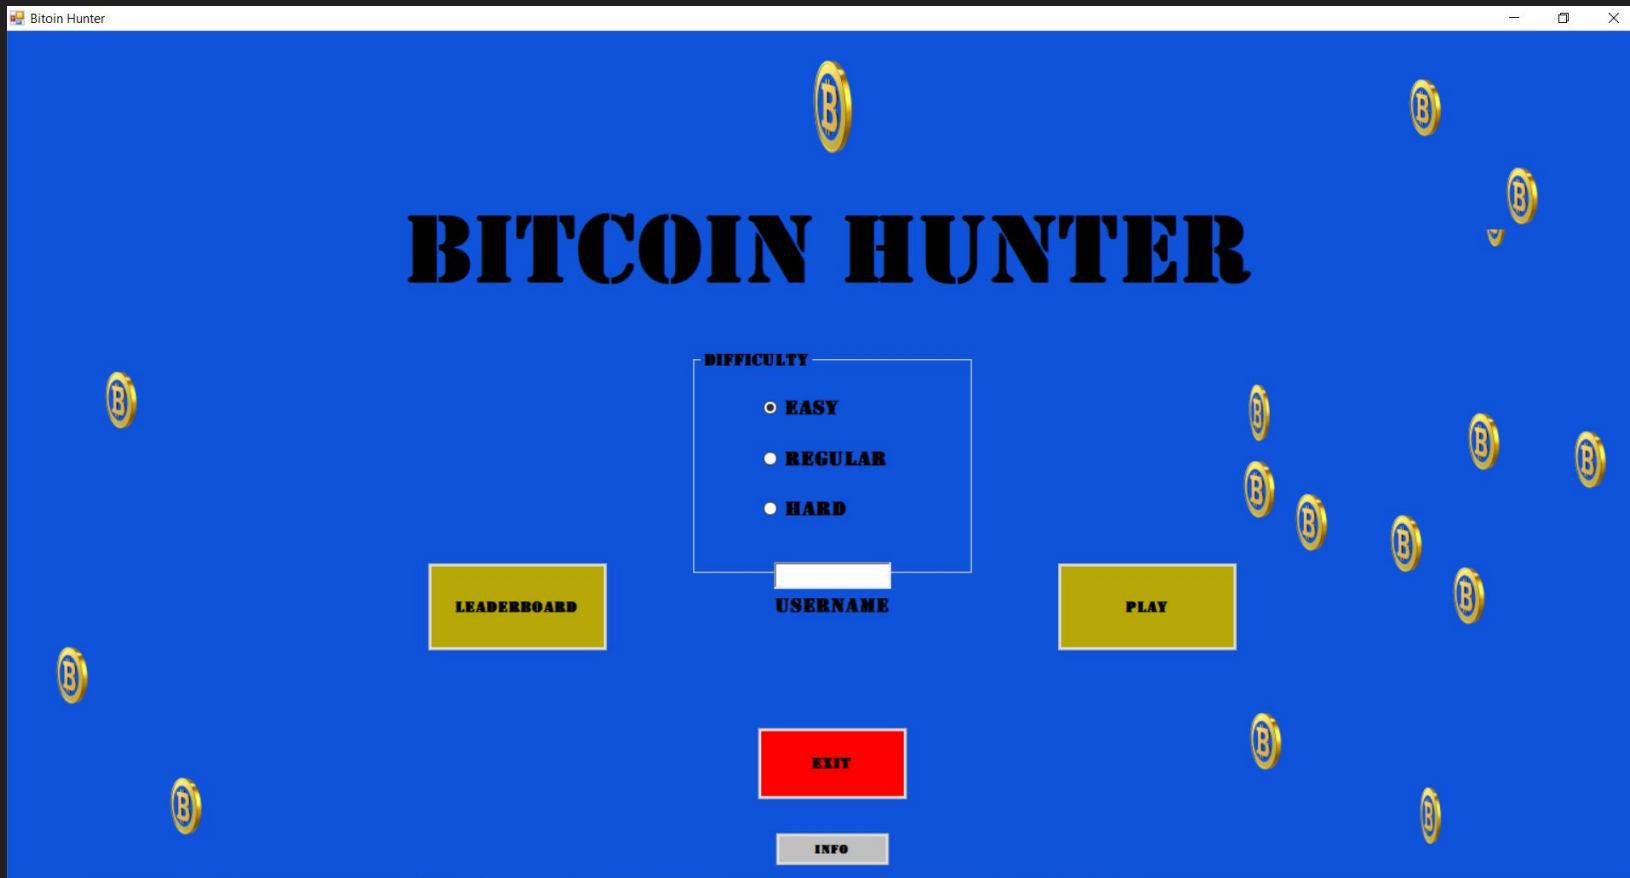 Bitoin Hunter
BITCOIN HUNTER
DIFFICULTY
EASY
REGULAR
HARD
LEADERBOARD
USERNAME
PLAY
EXIT
INFO